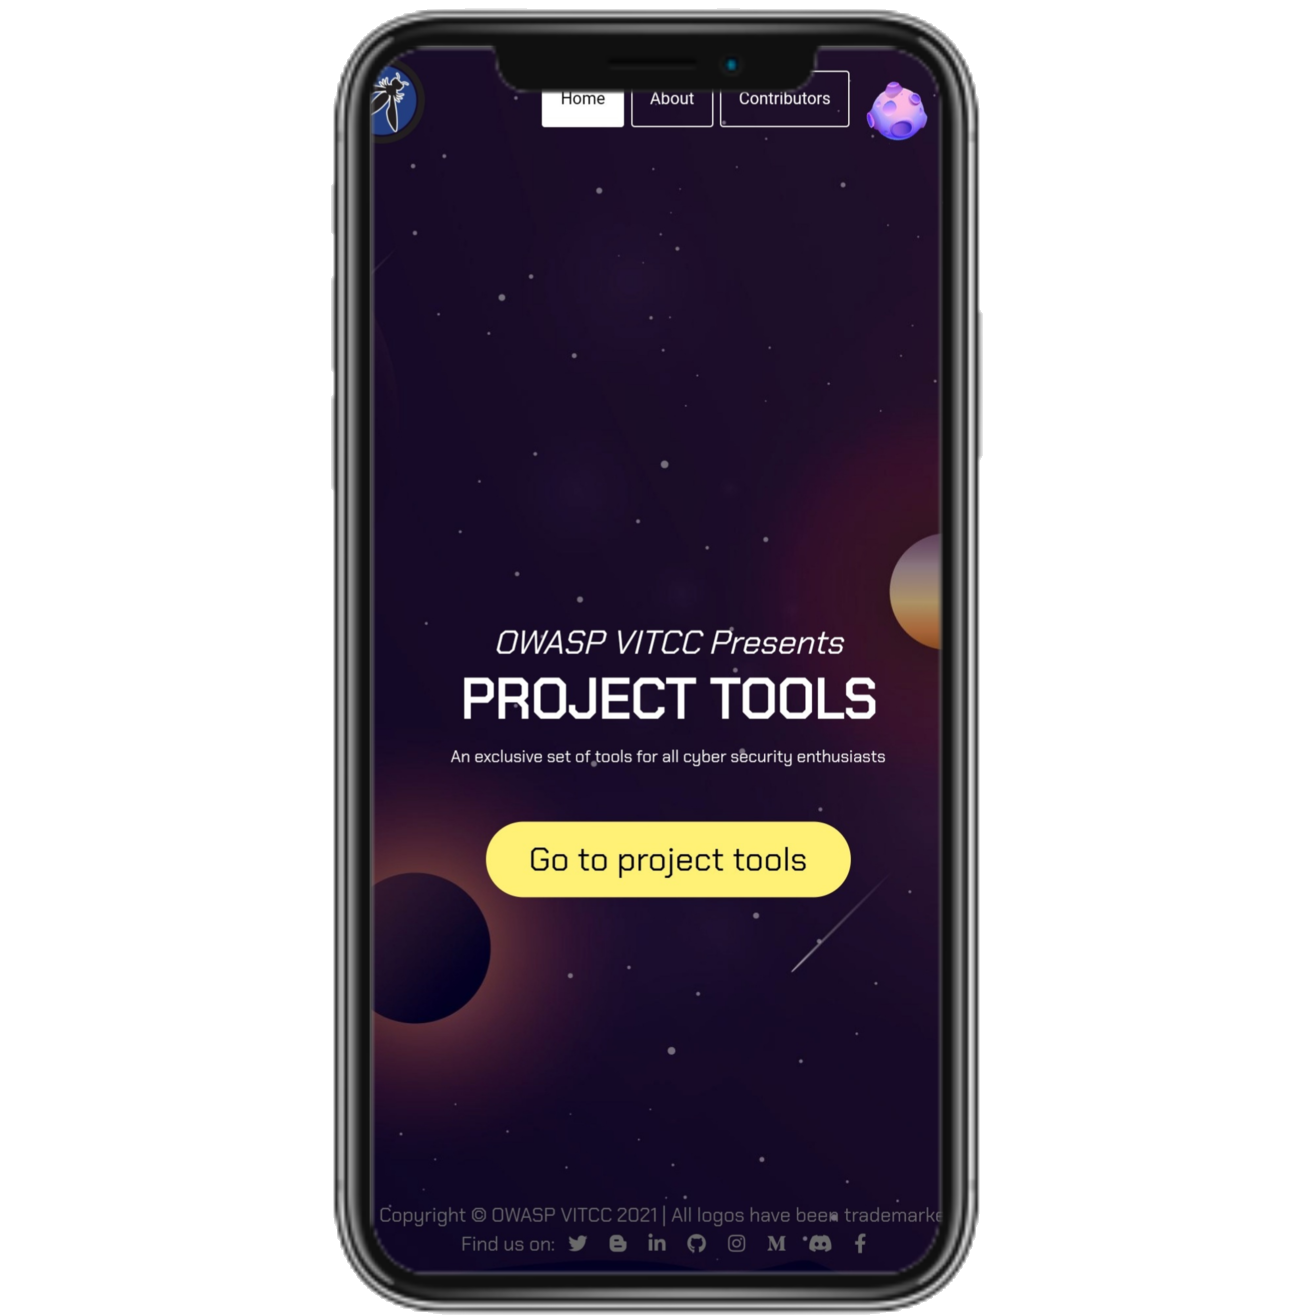 Home About Contributors
OWASP VITCC Presents
PROJECT TOOLS
An exclusive set of tools for all cyber security enthusiasts
Go to project tools
Copyright © OWASP VITCC 2021 | All logos have been trademarke
Find us on: